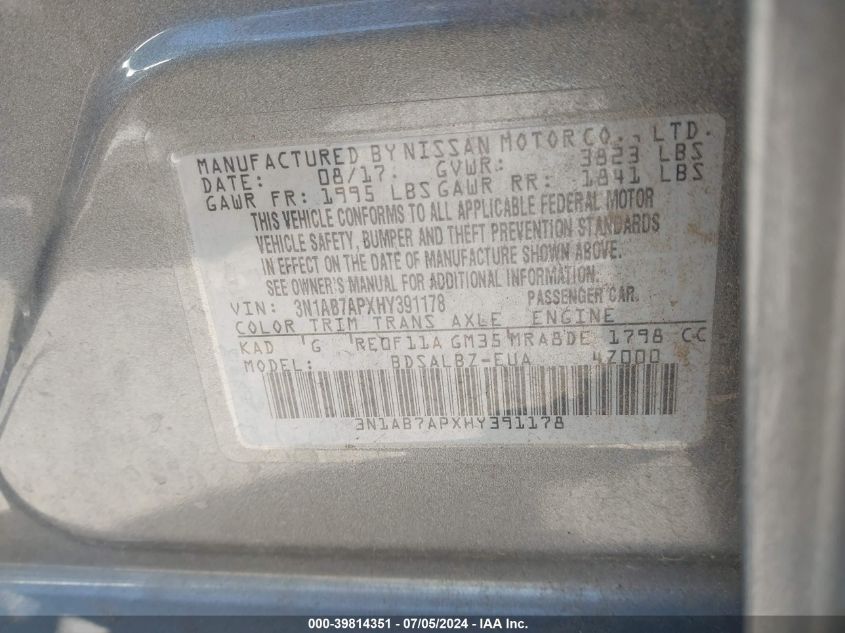 MANUFACTURED BY NISSAN MOTOR CO., LTD.
DATE: 08/17 GVWR: 3823 LBS
GAWR FR: 1995 LBS GAWR RR: 1841 LBS
THIS VEHICLE CONFORMS TO ALL APPLICABLE FEDERAL MOTOR
VEHICLE SAFETY, BUMPER AND THEFT PREVENTION STANDARDS
IN EFFECT ON THE DATE OF MANUFACTURE SHOWN ABOVE.
SEE OWNER'S MANUAL FOR ADDITIONAL INFORMATION.
VIN: 3N1AB7APXHY391178 PASSENGER CAR
COLOR TRIM TRANS AXLE ENGINE
KAD G RE0F11A GM35 MRA8DE 1798 CC
MODEL: BDSALBZ-EUA 4Z000
3N1AB7APXHY391178
000-39814351 - 07/05/2024 - IAA Inc.